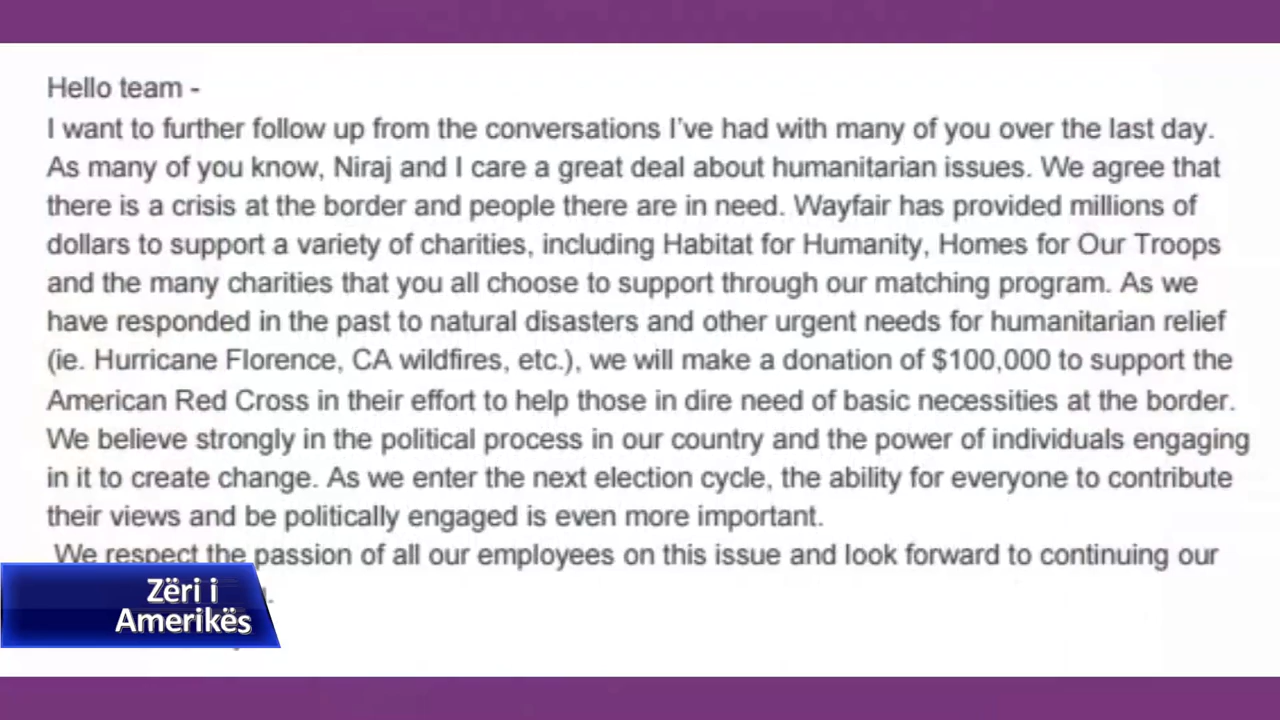 Hello team -
I want to further follow up from the conversations I've had with many of you over the last day.
As many of you know, Niraj and I care a great deal about humanitarian issues. We agree that
there is a crisis at the border and people there are in need. Wayfair has provided millions of
dollars to support a variety of charities, including Habitat for Humanity, Homes for Our Troops
and the many charities that you all choose to support through our matching program. As we
have responded in the past to natural disasters and other urgent needs for humanitarian relief
(ie. Hurricane Florence, CA wildfires, etc.), we will make a donation of $100,000 to support the
American Red Cross in their effort to help those in dire need of basic necessities at the border.
We believe strongly in the political process in our country and the power of individuals engaging
in it to create change. As we enter the next election cycle, the ability for everyone to contribute
their views and be politically engaged is even more important.
We respect the passion of all our employees on this issue and look forward to continuing our
Zëri i
Amerikës